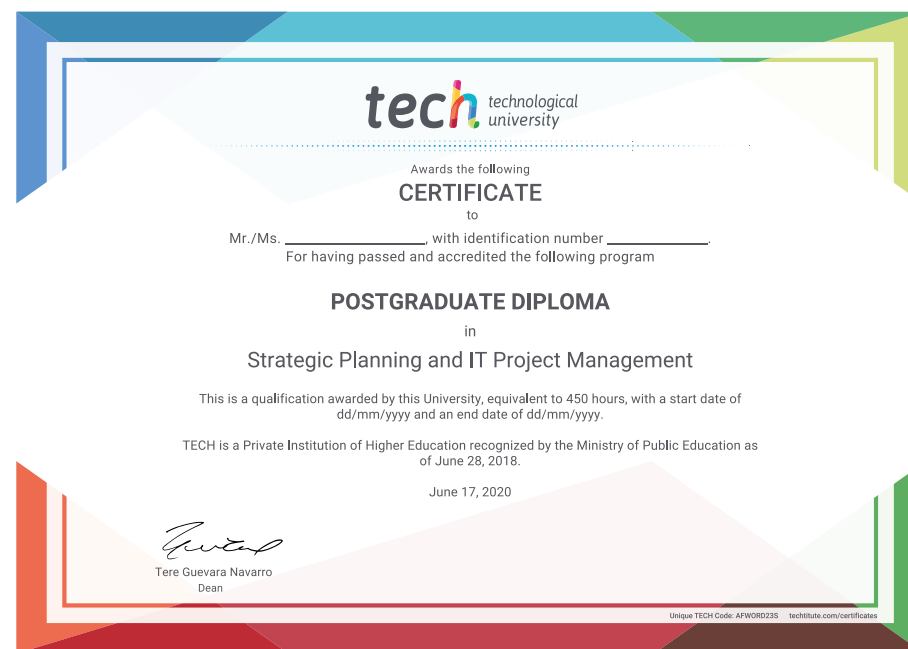 tech technological
university
Awards the following
CERTIFICATE
to
Mr./Ms. ____________________, with identification number ______________.
For having passed and accredited the following program
POSTGRADUATE DIPLOMA
in
Strategic Planning and IT Project Management
This is a qualification awarded by this University, equivalent to 450 hours, with a start date of
dd/mm/yyyy and an end date of dd/mm/yyyy.
TECH is a Private Institution of Higher Education recognized by the Ministry of Public Education as
of June 28, 2018.
June 17, 2020
Tere Guevara Navarro
Dean
Unique TECH Code: AFWORD23S techtitute.com/certificates